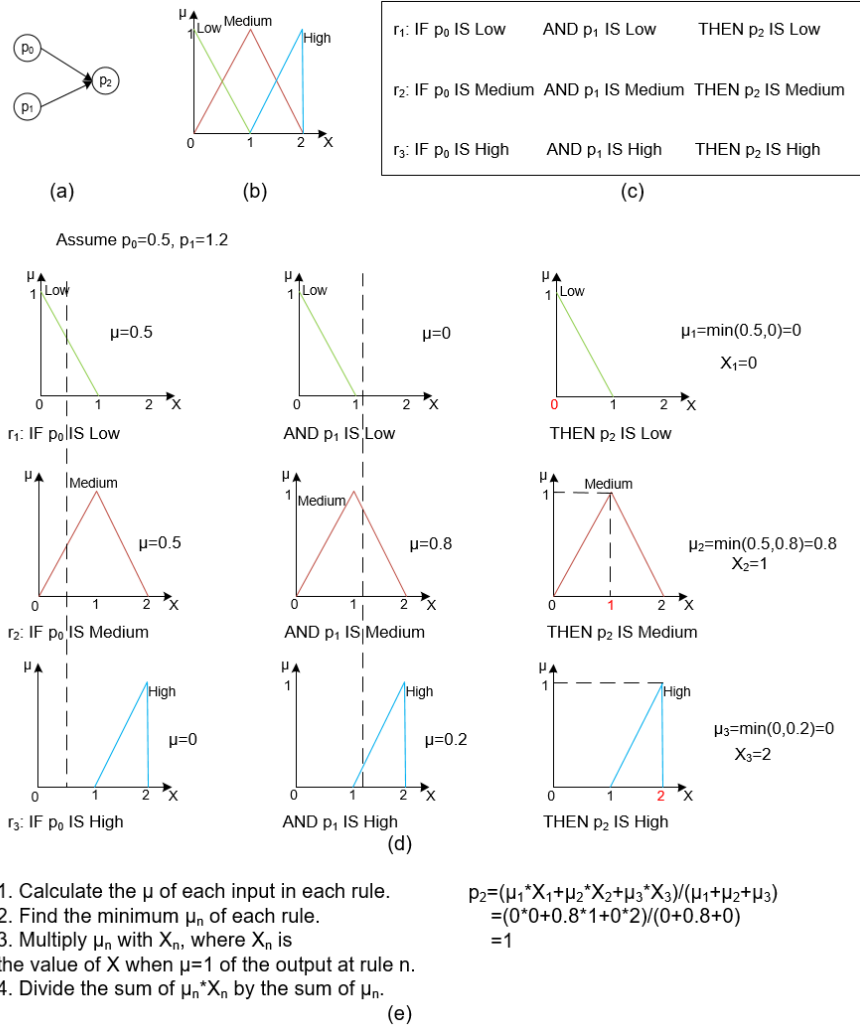 p₀
p₁
p₂
μ
1
Low
Medium
High
0 1 2 X
(a)
(b)
r₁: IF p₀ IS Low AND p₁ IS Low THEN p₂ IS Low
r₂: IF p₀ IS Medium AND p₁ IS Medium THEN p₂ IS Medium
r₃: IF p₀ IS High AND p₁ IS High THEN p₂ IS High
(c)
Assume p₀=0.5, p₁=1.2
μ
1
Low
μ=0.5
0 1 2 X
r₁: IF p₀ IS Low
μ
1
Low
μ=0
0 1 2 X
AND p₁ IS Low
μ
1
Low
μ₁=min(0.5,0)=0
X₁=0
0 1 2 X
THEN p₂ IS Low
μ
Medium
μ=0.5
0 1 2 X
r₂: IF p₀ IS Medium
μ
1
Medium
μ=0.8
0 1 2 X
AND p₁ IS Medium
μ
1
Medium
μ₂=min(0.5,0.8)=0.8
X₂=1
0 1 2 X
THEN p₂ IS Medium
μ
High
μ=0
0 1 2 X
r₃: IF p₀ IS High
μ
1
High
μ=0.2
0 1 2 X
AND p₁ IS High
μ
1
High
μ₃=min(0,0.2)=0
X₃=2
0 1 2 X
THEN p₂ IS High
(d)
1. Calculate the μ of each input in each rule.
2. Find the minimum μₙ of each rule.
3. Multiply μₙ with Xₙ, where Xₙ is
the value of X when μ=1 of the output at rule n.
4. Divide the sum of μₙ*Xₙ by the sum of μₙ.
p₂=(μ₁*X₁+μ₂*X₂+μ₃*X₃)/(μ₁+μ₂+μ₃)
=(0*0+0.8*1+0*2)/(0+0.8+0)
=1
(e)